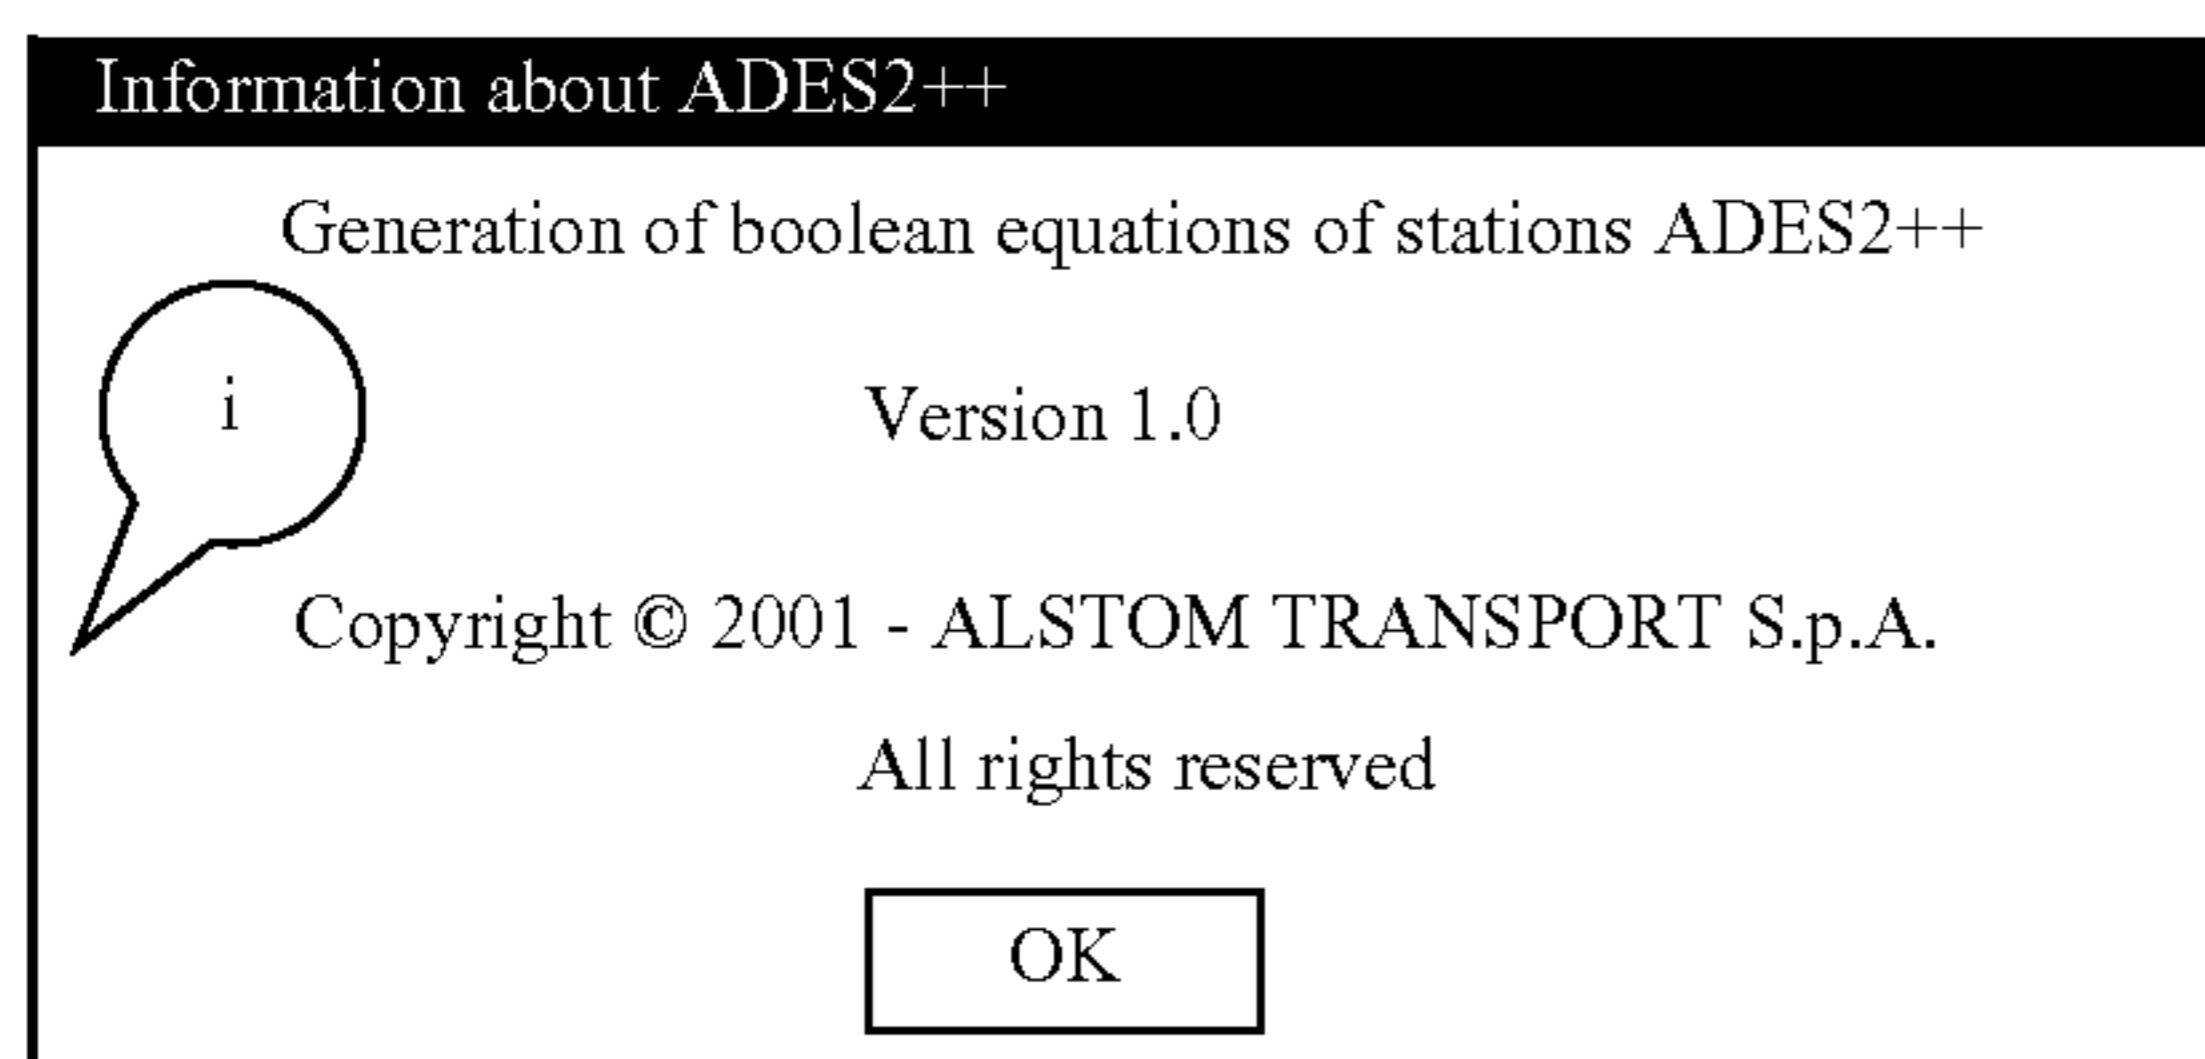 Information about ADES2++
Generation of boolean equations of stations ADES2++
i
Version 1.0
Copyright © 2001 - ALSTOM TRANSPORT S.p.A.
All rights reserved
OK